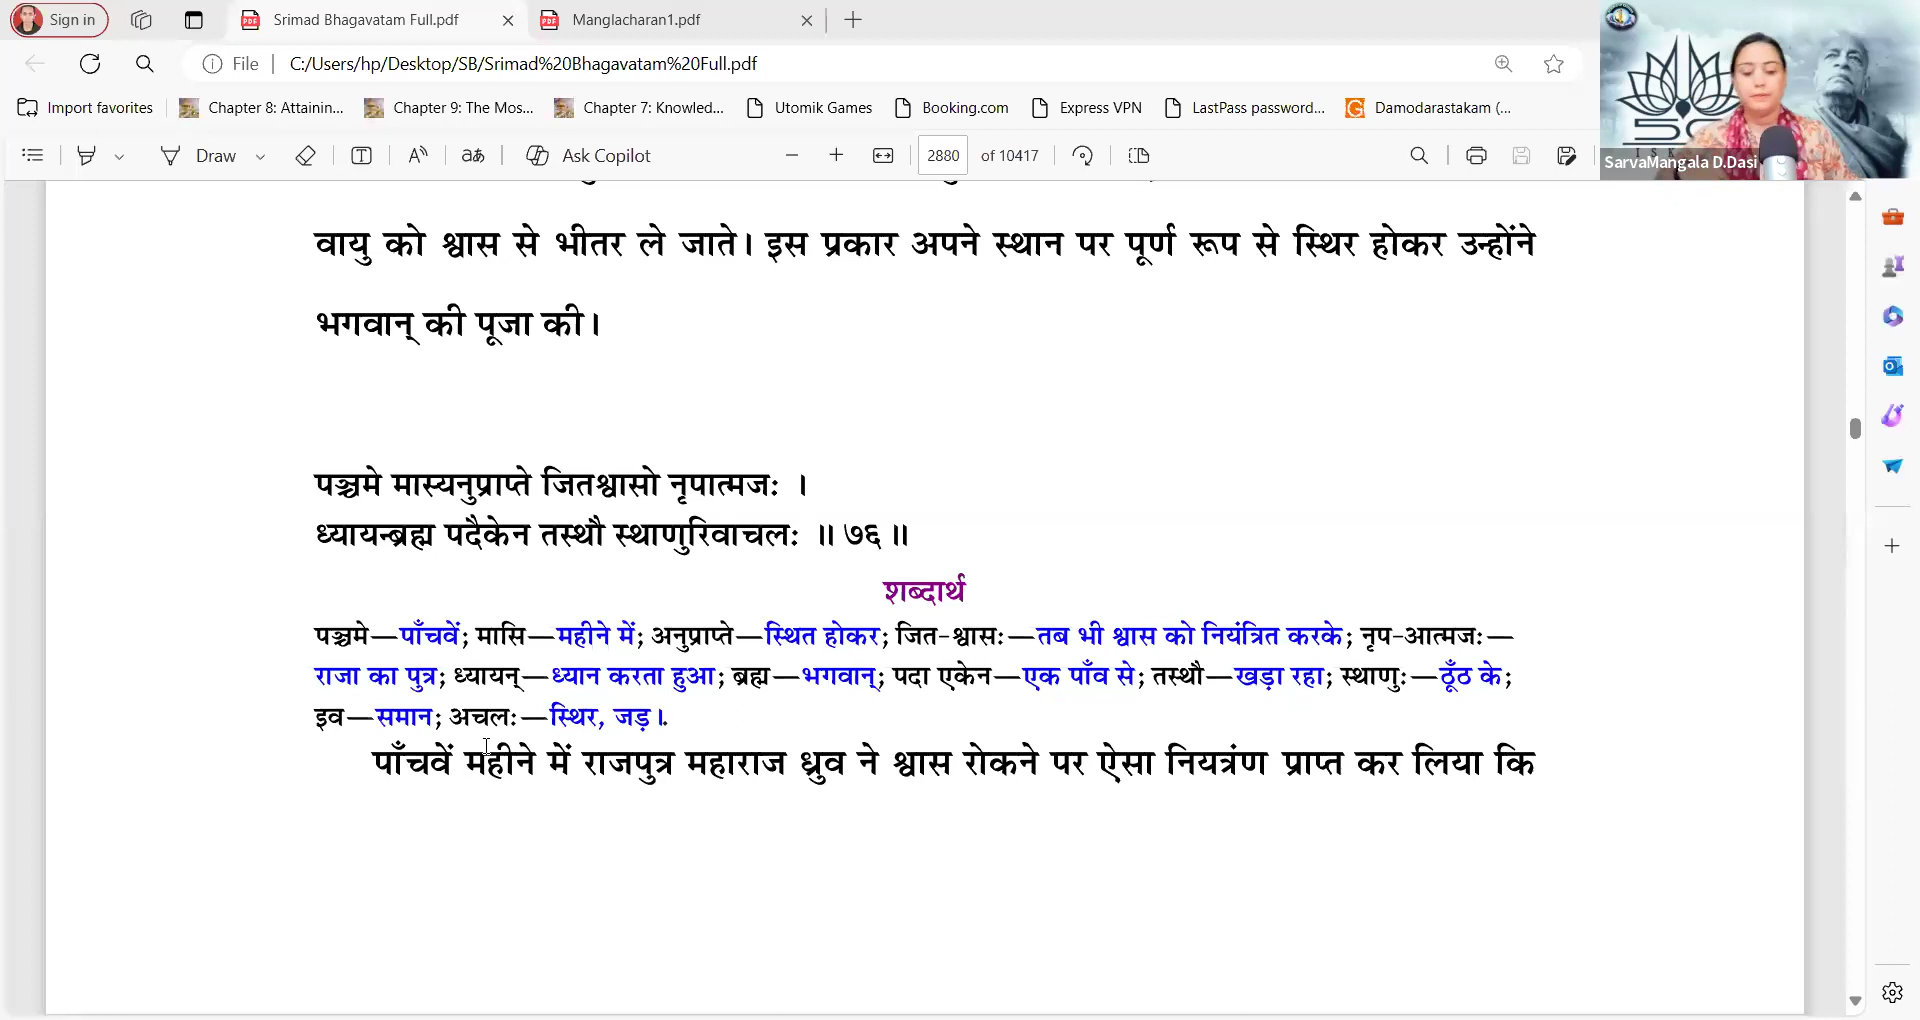 Sign in
Srimad Bhagavatam Full.pdf
Manglacharan1.pdf
File
C:/Users/hp/Desktop/SB/Srimad%20Bhagavatam%20Full.pdf
Import favorites
Chapter 8: Attainin...
Chapter 9: The Mos...
Chapter 7: Knowled...
Utomik Games
Booking.com
Express VPN
LastPass password...
Damodarastakam (...
Draw
Ask Copilot
2880 of 10417
SarvaMangala D.Dasi
वायु को श्वास से भीतर ले जाते। इस प्रकार अपने स्थान पर पूर्ण रूप से स्थिर होकर उन्होंने
भगवान् की पूजा की।
पञ्चमे मास्यनुप्राप्ते जितश्वासो नृपात्मजः ।
ध्यायन्ब्रह्म पदैकेन तस्थौ स्थाणुरिवाचलः ॥ ७६॥
शब्दार्थ
पञ्चमे—पाँचवें; मासि—महीने में; अनुप्राप्ते—स्थित होकर; जित-श्वासः—तब भी श्वास को नियंत्रित करके; नृप-आत्मजः—
राजा का पुत्र; ध्यायन्—ध्यान करता हुआ; ब्रह्म—भगवान्; पदा एकेन—एक पाँव से; तस्थौ—खड़ा रहा; स्थाणुः—ठूँठ के;
इव—समान; अचलः—स्थिर, जड़।.
पाँचवें महीने में राजपुत्र महाराज ध्रुव ने श्वास रोकने पर ऐसा नियत्रंण प्राप्त कर लिया कि